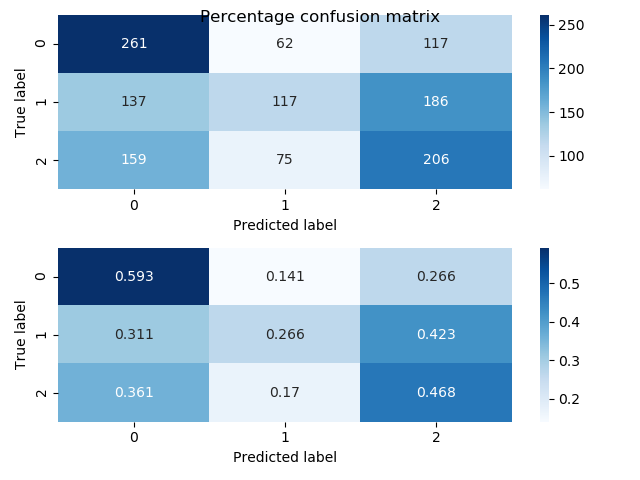 Percentage confusion matrix
0 261 62 117
1 137 117 186
2 159 75 206
0 1 2
Predicted label
True label
250
200
150
100
0 0.593 0.141 0.266
1 0.311 0.266 0.423
2 0.361 0.17 0.468
0 1 2
Predicted label
True label
0.5
0.4
0.3
0.2